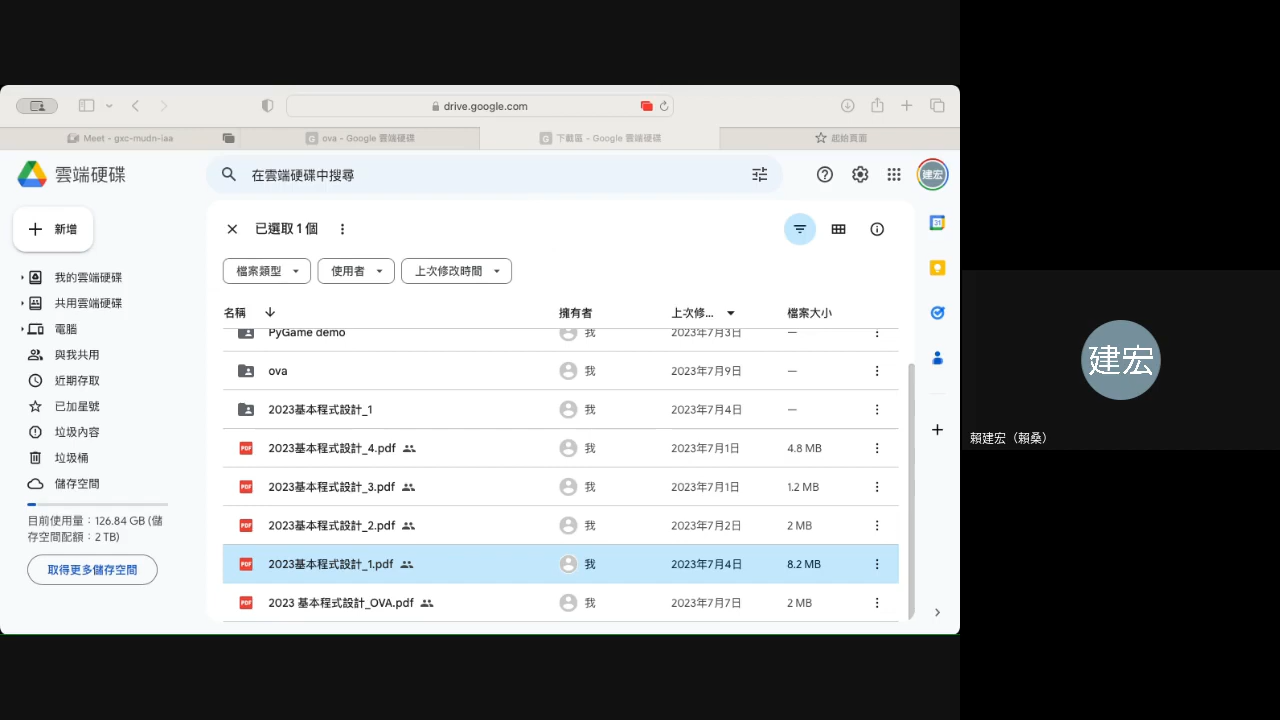 drive.google.com
Meet - gxc-mudn-iaa
ova - Google 雲端硬碟
下載區 - Google 雲端硬碟
起始頁面
雲端硬碟
在雲端硬碟中搜尋
建宏
新增
已選取 1 個
我的雲端硬碟
共用雲端硬碟
電腦
與我共用
近期存取
已加星號
垃圾內容
垃圾桶
儲存空間
目前使用量：126.84 GB (儲
存空間配額：2 TB)
取得更多儲存空間
檔案類型 使用者 上次修改時間
名稱 擁有者 上次修... 檔案大小
PyGame demo 我 2023年7月3日 —
ova 我 2023年7月9日 —
2023基本程式設計_1 我 2023年7月4日 —
PDF 2023基本程式設計_4.pdf 我 2023年7月1日 4.8 MB
PDF 2023基本程式設計_3.pdf 我 2023年7月1日 1.2 MB
PDF 2023基本程式設計_2.pdf 我 2023年7月2日 2 MB
PDF 2023基本程式設計_1.pdf 我 2023年7月4日 8.2 MB
PDF 2023 基本程式設計_OVA.pdf 我 2023年7月7日 2 MB
31
建宏
賴建宏（賴桑）